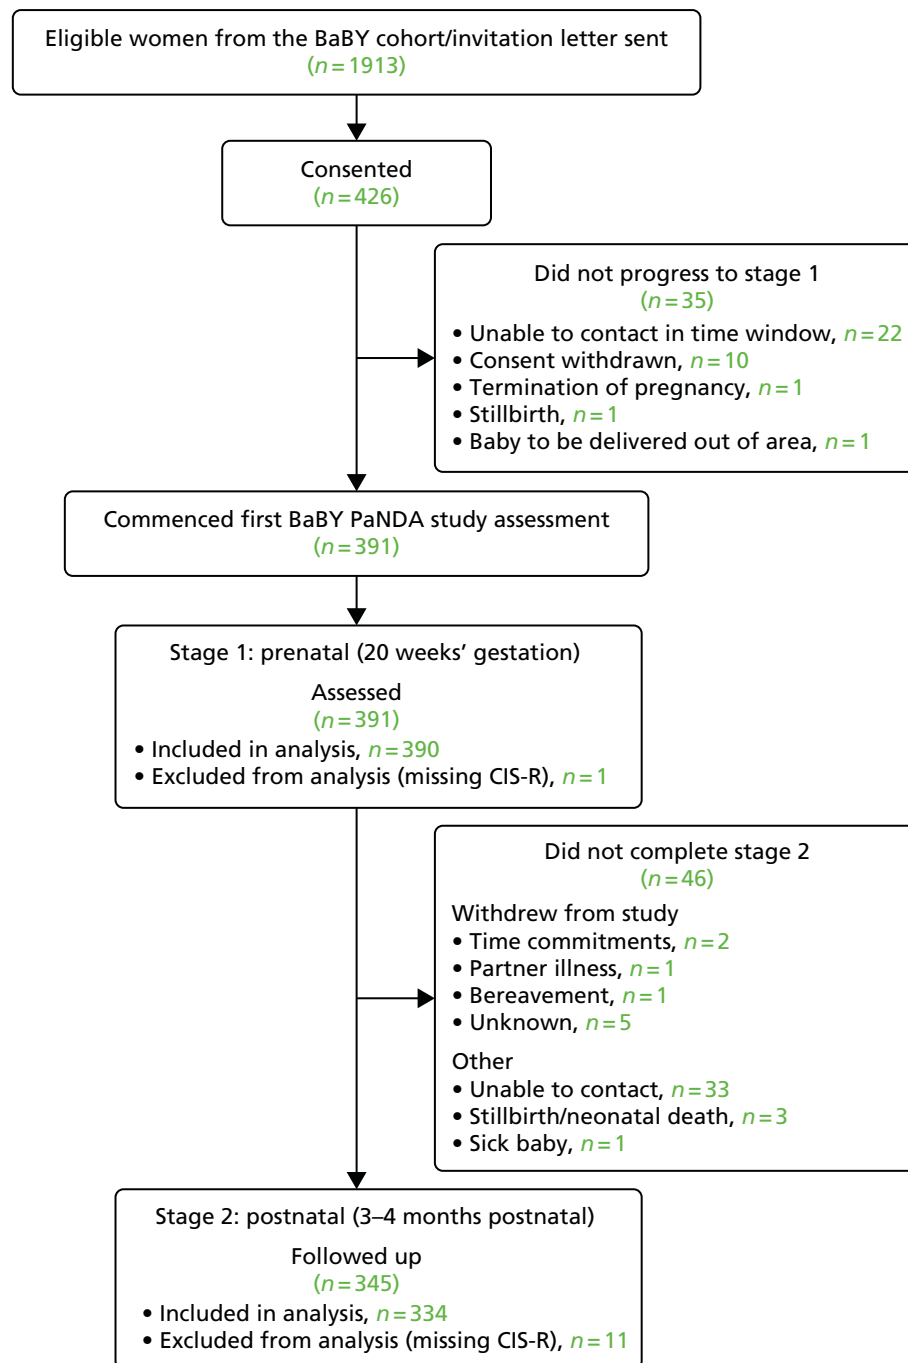 Eligible women from the BaBY cohort/invitation letter sent
(n=1913)
Consented
(n=426)
Did not progress to stage 1
(n=35)
• Unable to contact in time window, n=22
• Consent withdrawn, n=10
• Termination of pregnancy, n=1
• Stillbirth, n=1
• Baby to be delivered out of area, n=1
Commenced first BaBY PaNDA study assessment
(n=391)
Stage 1: prenatal (20 weeks’ gestation)
Assessed
(n=391)
• Included in analysis, n=390
• Excluded from analysis (missing CIS-R), n=1
Did not complete stage 2
(n=46)
Withdrew from study
• Time commitments, n=2
• Partner illness, n=1
• Bereavement, n=1
• Unknown, n=5
Other
• Unable to contact, n=33
• Stillbirth/neonatal death, n=3
• Sick baby, n=1
Stage 2: postnatal (3–4 months postnatal)
Followed up
(n=345)
• Included in analysis, n=334
• Excluded from analysis (missing CIS-R), n=11